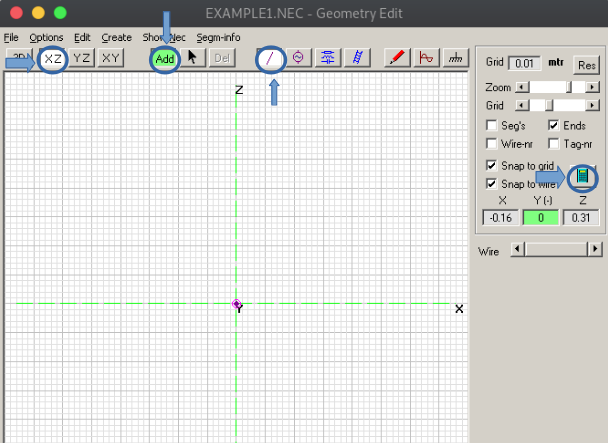 EXAMPLE1.NEC - Geometry Edit
File Options Edit Create Show Nec Segm-info
XZ YZ XY Add Del
Grid 0.01 mtr Res
Zoom
Grid
Seg's Ends
Wire-nr Tag-nr
Snap to grid
Snap to wire
X Y (-) Z
-0.16 0 0.31
Wire
Z
Y X